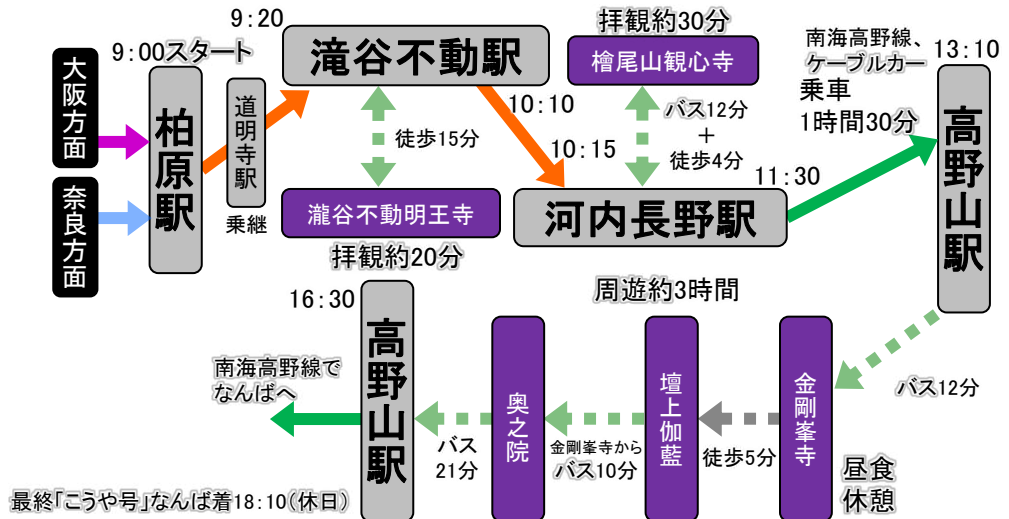 9:00スタート
大阪方面
奈良方面
柏原駅
道明寺駅
乗継
9:20
滝谷不動駅
徒歩15分
瀧谷不動明王寺
拝観約20分
10:10
10:15
拝観約30分
檜尾山観心寺
バス12分
+
徒歩4分
河内長野駅
11:30
南海高野線、
ケーブルカー
乗車
1時間30分
13:10
高野山駅
バス12分
周遊約3時間
金剛峯寺
昼食
休憩
徒歩5分
壇上伽藍
金剛峯寺から
バス10分
奥之院
バス
21分
16:30
高野山駅
南海高野線で
なんばへ
最終「こうや号」なんば着18:10(休日)